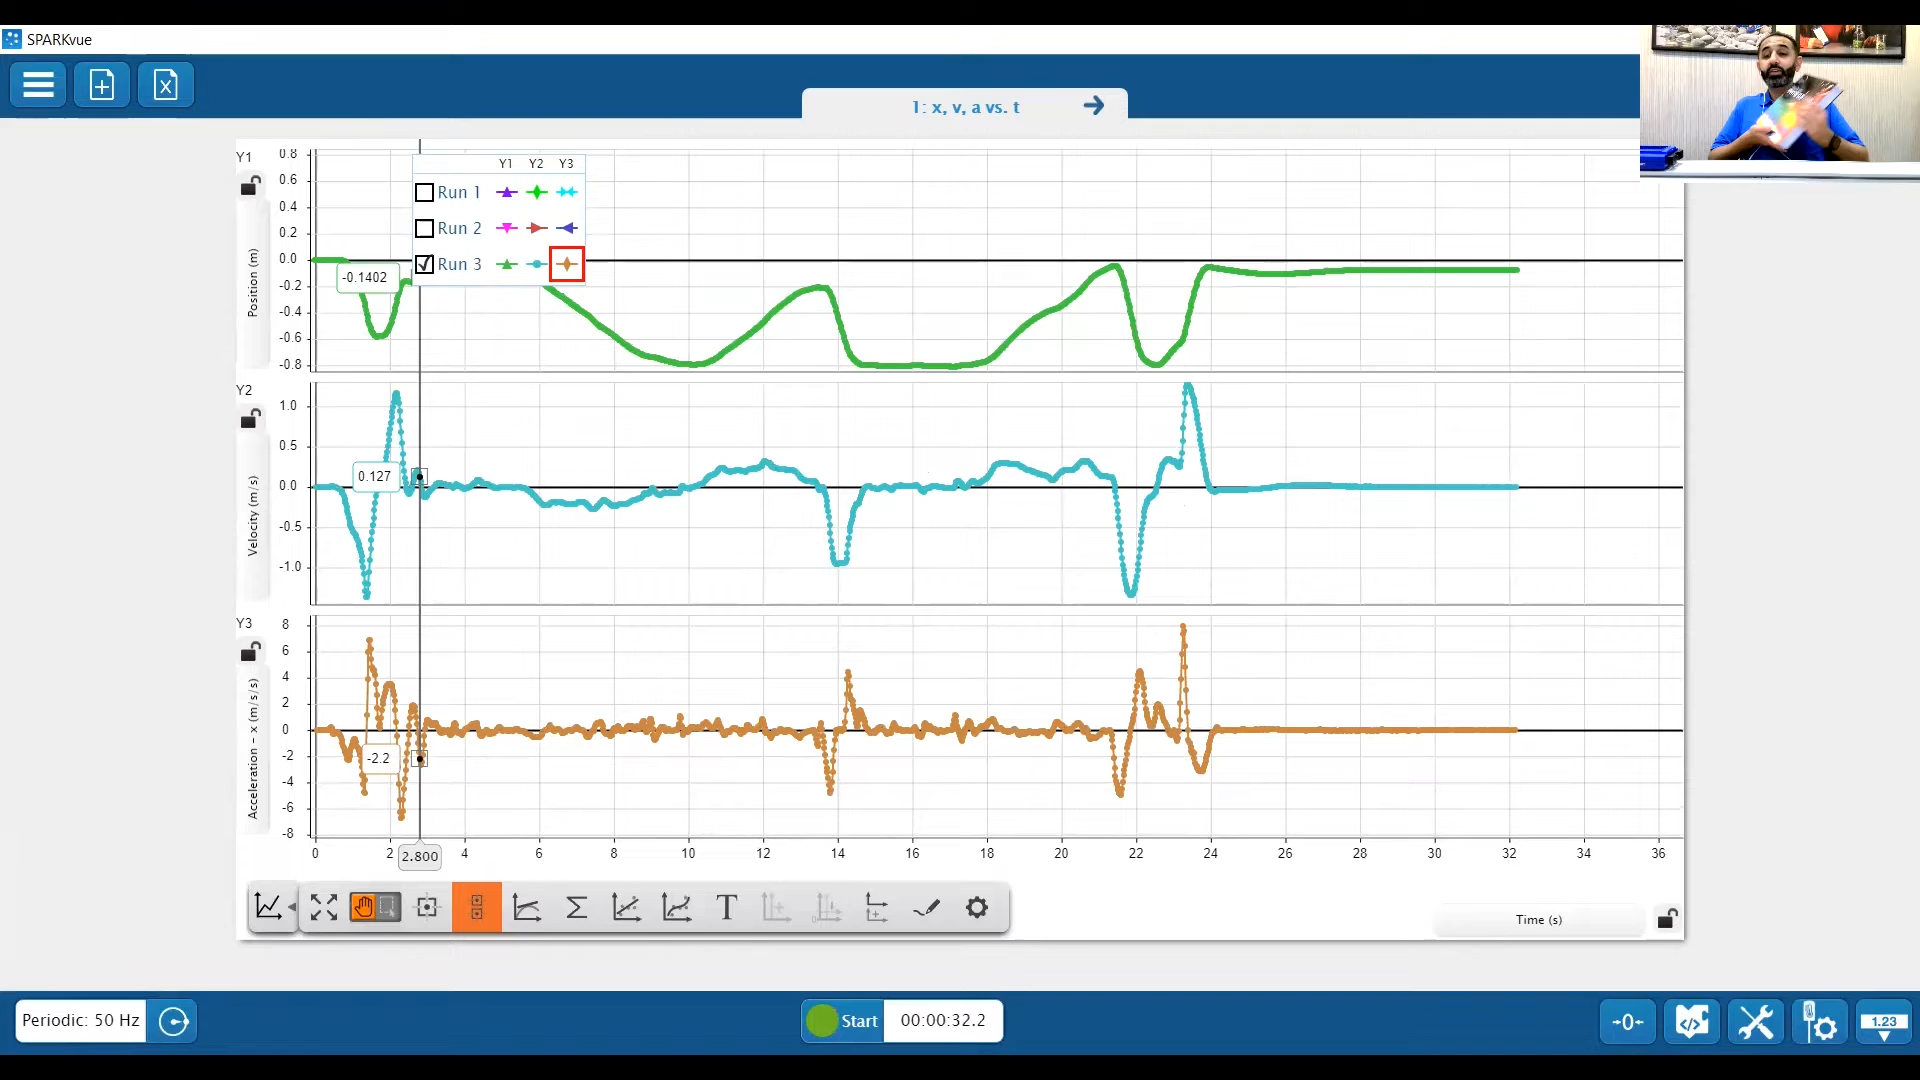 SPARKvue
1: x, v, a vs. t
Y1
Y1 Y2 Y3
Run 1
Run 2
Run 3
0.8
0.6
0.4
0.2
0.0
-0.2
-0.4
-0.6
-0.8
Position (m)
-0.1402
Y2
1.0
0.5
0.0
-0.5
-1.0
Velocity (m/s)
0.127
Y3
8
6
4
2
0
-2
-4
-6
-8
Acceleration - x (m/s/s)
-2.2
0 2 2.800 4 6 8 10 12 14 16 18 20 22 24 26 28 30 32 34 36
T
Time (s)
Periodic: 50 Hz
Start 00:00:32.2
-0-
1.23